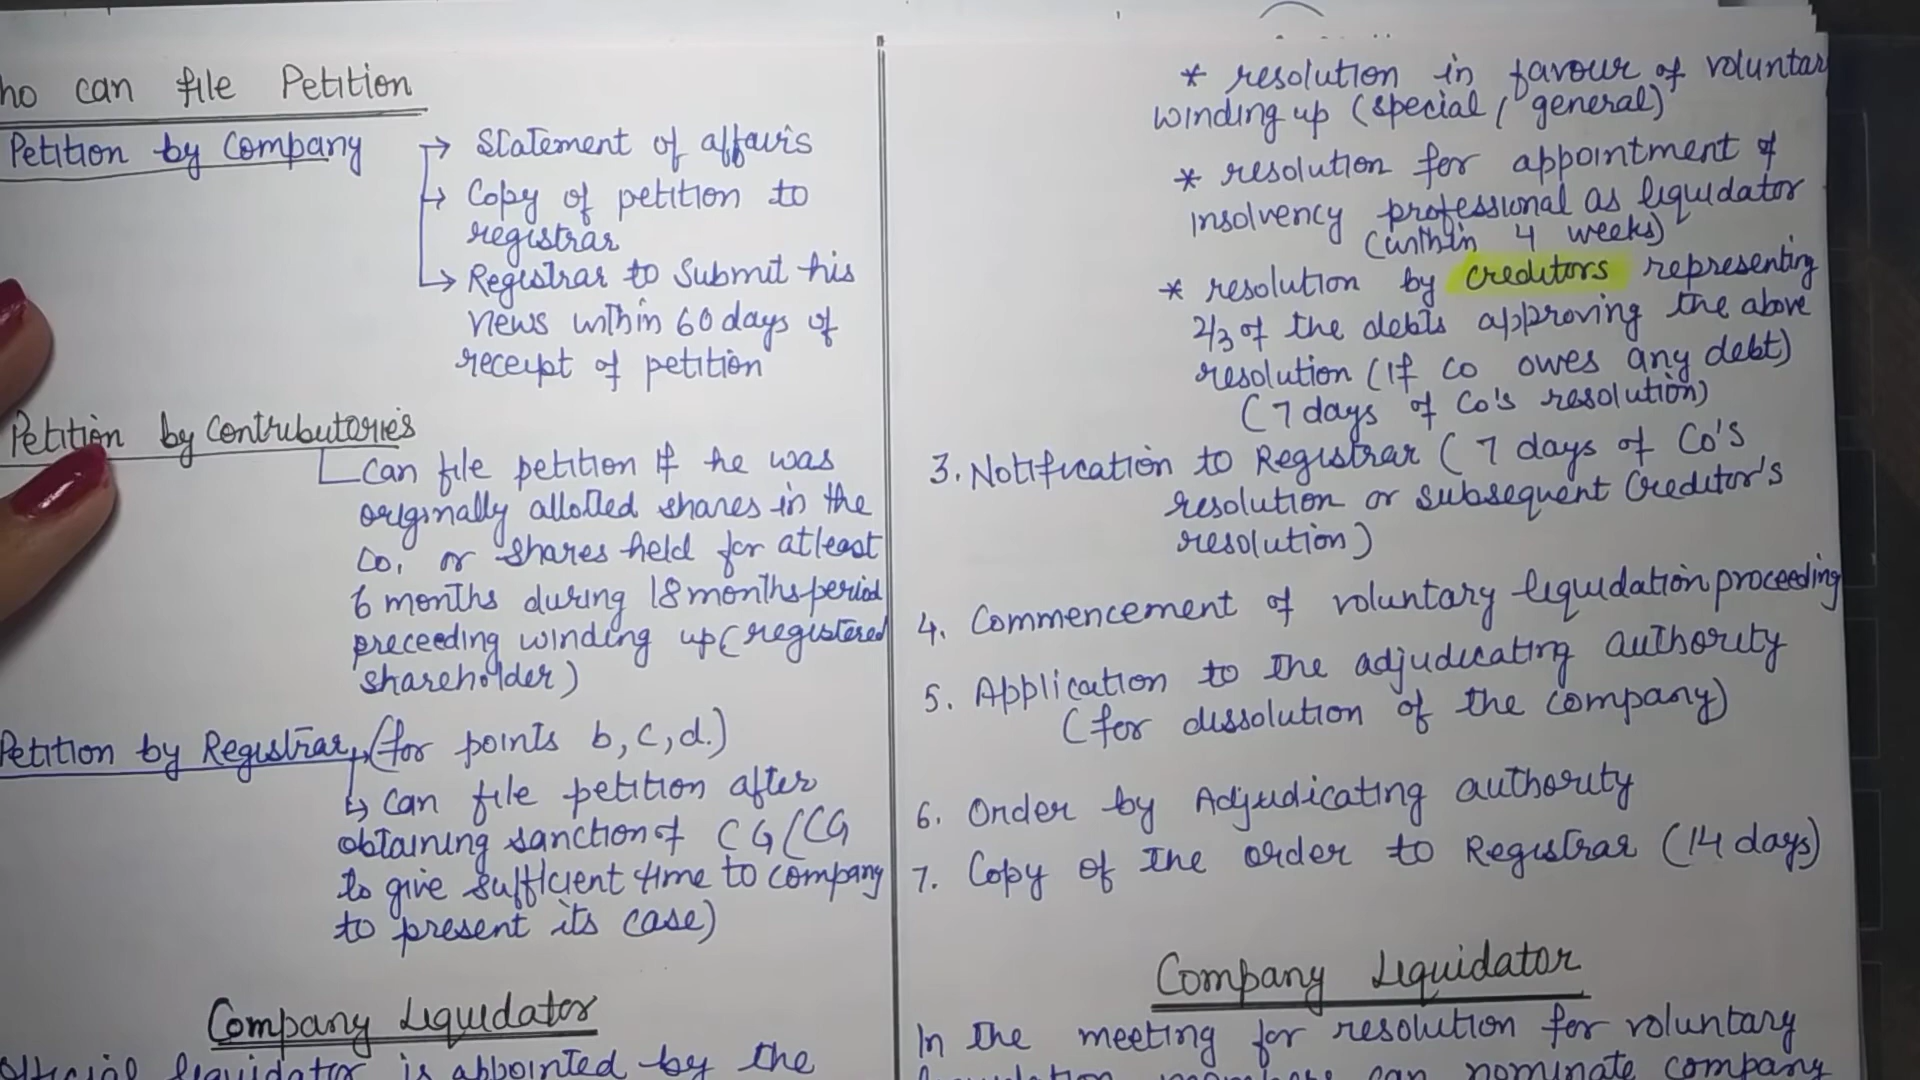 ho can file Petition
Petition by Company
→ Statement of affairs
→ Copy of petition to
registrar
→ Registrar to Submit his
views within 60 days of
receipt of petition
Petition by Contributories
Can file petition if he was
originally allotted shares in the
Co, or shares held for atleast
6 months during 18 months period
preceeding winding up (registered
shareholder)
Petition by Registrar → (for points b, c, d.)
↳ can file petition after
obtaining sanction of CG (CG
to give sufficient time to company
to present its case)
Company Liquidator
official liquidator is appointed by the
* resolution in favour of voluntar
winding up (special / general)
* resolution for appointment of
insolvency professional as liquidator
(within 4 weeks)
* resolution by creditors representing
2/3 of the debts approving the above
resolution (if co owes any debt)
(7 days of Co's resolution)
3. Notification to Registrar (7 days of Co's
resolution or subsequent Creditor's
resolution)
4. Commencement of voluntary liquidation proceeding
5. Application to the adjudicating authority
(for dissolution of the company)
6. Order by Adjudicating authority
7. Copy of the order to Registrar (14 days)
Company Liquidator
In the meeting for resolution for voluntary
can nominate company